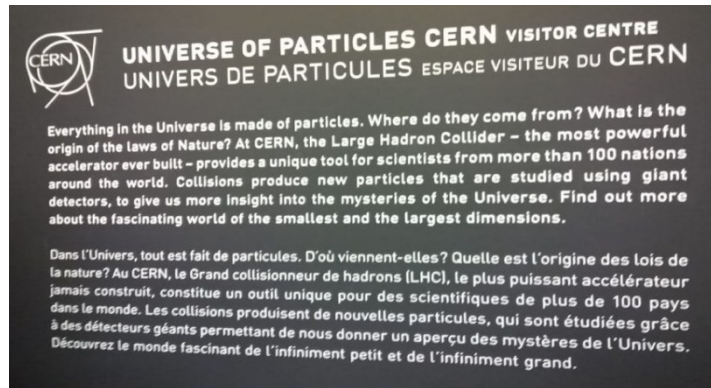 CERN
UNIVERSE OF PARTICLES CERN VISITOR CENTRE
UNIVERS DE PARTICULES ESPACE VISITEUR DU CERN
Everything in the Universe is made of particles. Where do they come from? What is the
origin of the laws of Nature? At CERN, the Large Hadron Collider – the most powerful
accelerator ever built – provides a unique tool for scientists from more than 100 nations
around the world. Collisions produce new particles that are studied using giant
detectors, to give us more insight into the mysteries of the Universe. Find out more
about the fascinating world of the smallest and the largest dimensions.
Dans l'Univers, tout est fait de particules. D'où viennent-elles? Quelle est l'origine des lois de
la nature? Au CERN, le Grand collisionneur de hadrons (LHC), le plus puissant accélérateur
jamais construit, constitue un outil unique pour des scientifiques de plus de 100 pays
dans le monde. Les collisions produisent de nouvelles particules, qui sont étudiées grâce
à des détecteurs géants permettant de nous donner un aperçu des mystères de l'Univers.
Découvrez le monde fascinant de l'infiniment petit et de l'infiniment grand.